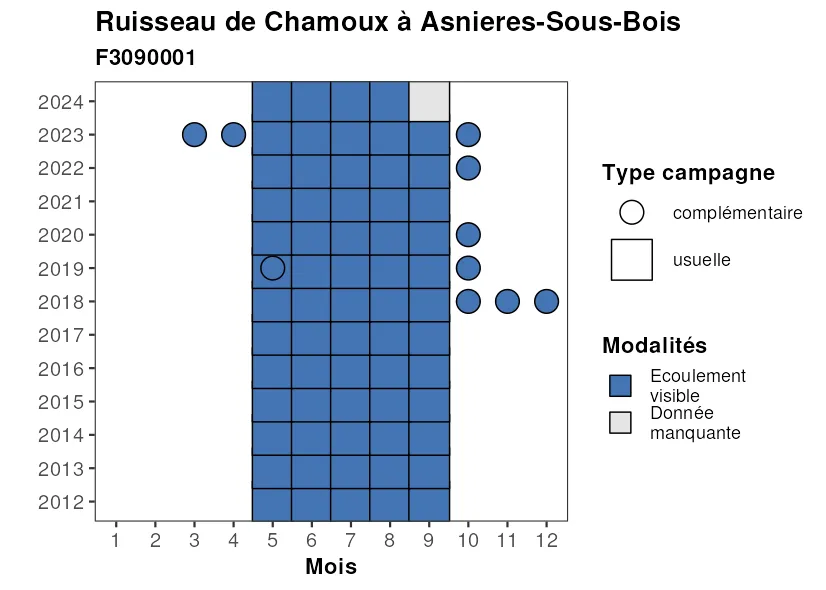 Ruisseau de Chamoux à Asnieres-Sous-Bois
F3090001
2024
2023
2022
2021
2020
2019
2018
2017
2016
2015
2014
2013
2012
1 2 3 4 5 6 7 8 9 10 11 12
Mois
Type campagne
complémentaire
usuelle
Modalités
Ecoulement
visible
Donnée
manquante